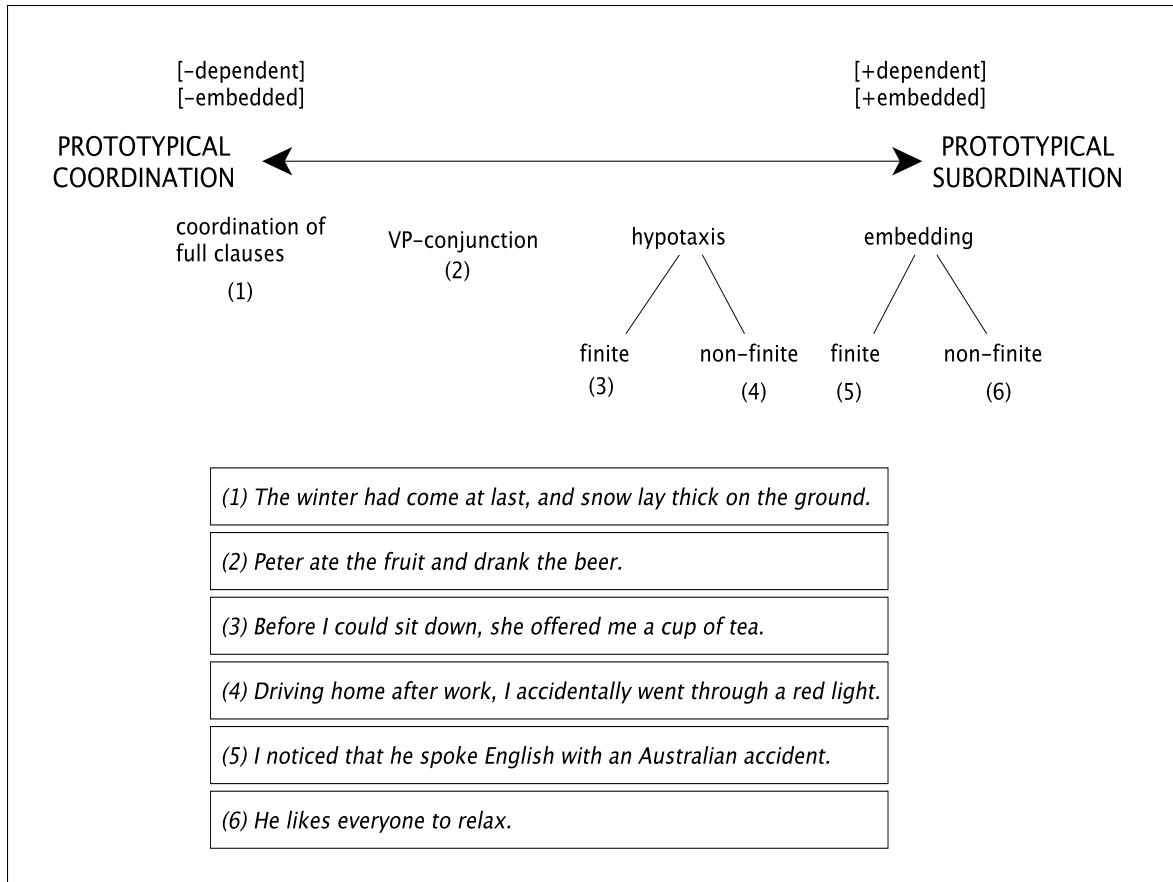 [–dependent]
[–embedded]
[+dependent]
[+embedded]
PROTOTYPICAL
COORDINATION
PROTOTYPICAL
SUBORDINATION
coordination of
full clauses
(1)
VP–conjunction
(2)
hypotaxis
embedding
finite
(3)
non–finite
(4)
finite
(5)
non–finite
(6)
(1) The winter had come at last, and snow lay thick on the ground.
(2) Peter ate the fruit and drank the beer.
(3) Before I could sit down, she offered me a cup of tea.
(4) Driving home after work, I accidentally went through a red light.
(5) I noticed that he spoke English with an Australian accident.
(6) He likes everyone to relax.